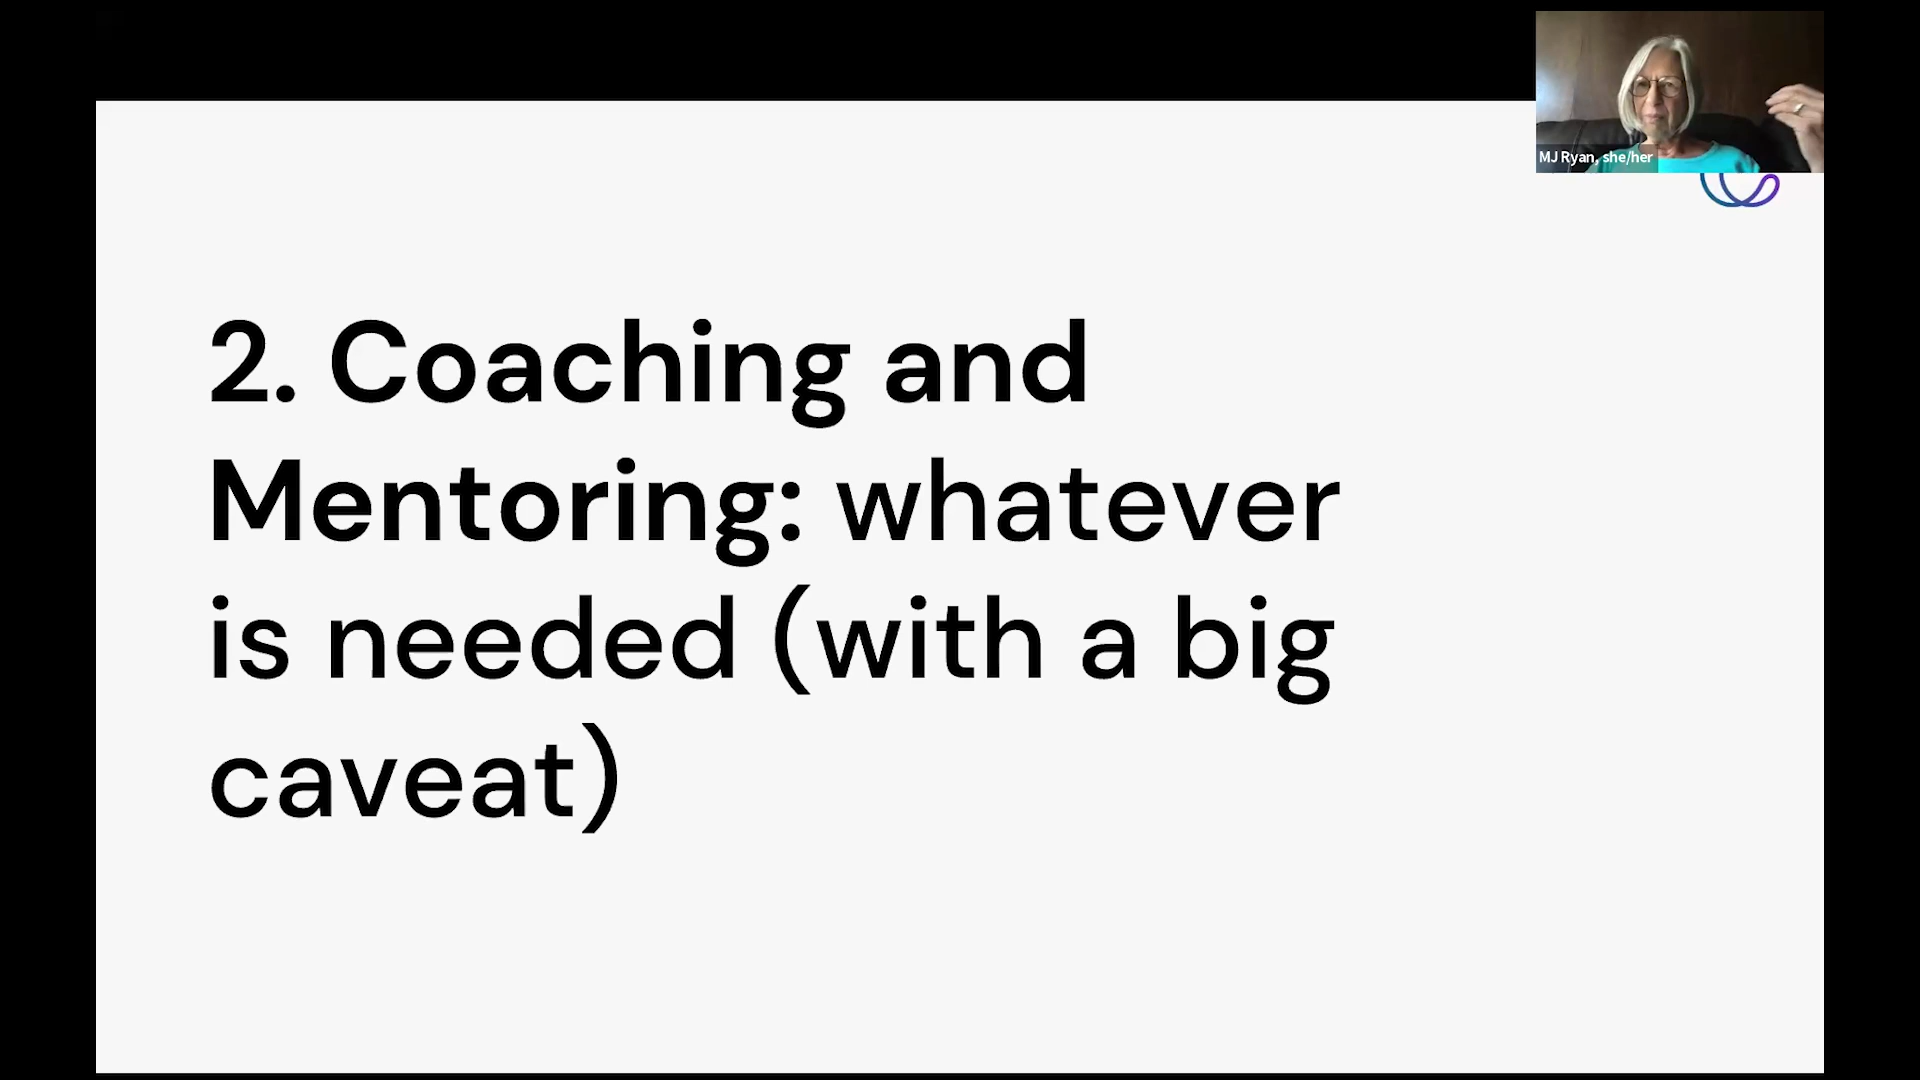 MJ Ryan, she/her
2. Coaching and
Mentoring: whatever
is needed (with a big
caveat)